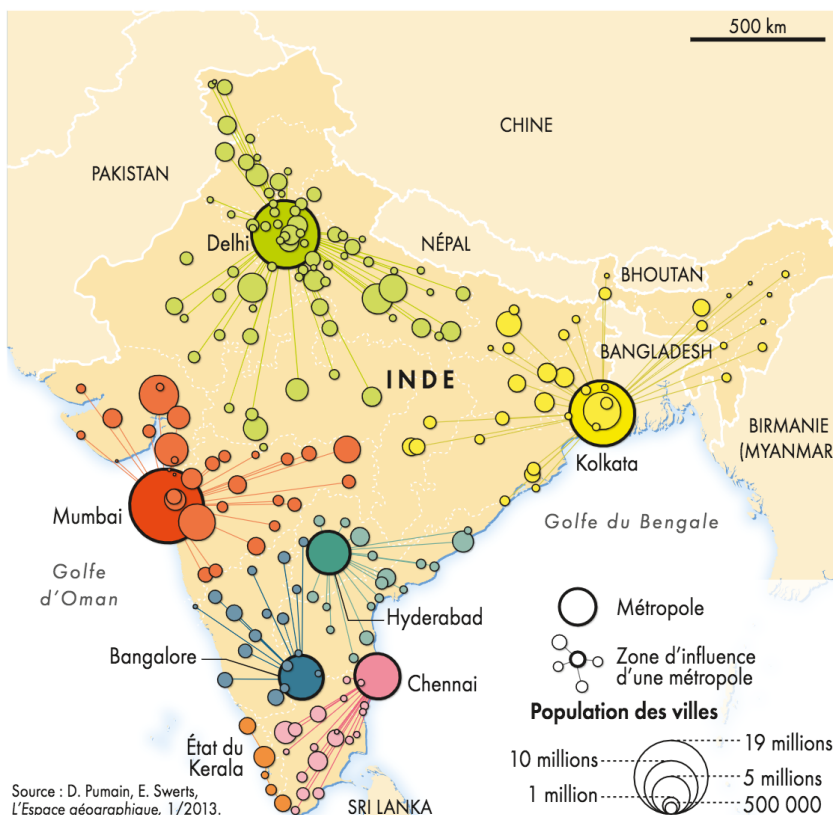 500 km
CHINE
PAKISTAN
Delhi
NÉPAL
BHOUTAN
BANGLADESH
INDE
BIRMANIE
(MYANMAR
Kolkata
Mumbai
Golfe du Bengale
Golfe
d'Oman
Hyderabad
Bangalore
Chennai
État du
Kerala
SRI LANKA
Métropole
Zone d'influence
d'une métropole
Population des villes
19 millions
10 millions
5 millions
1 million
500 000
Source : D. Pumain, E. Swerts,
L'Espace géographique, 1/2013.